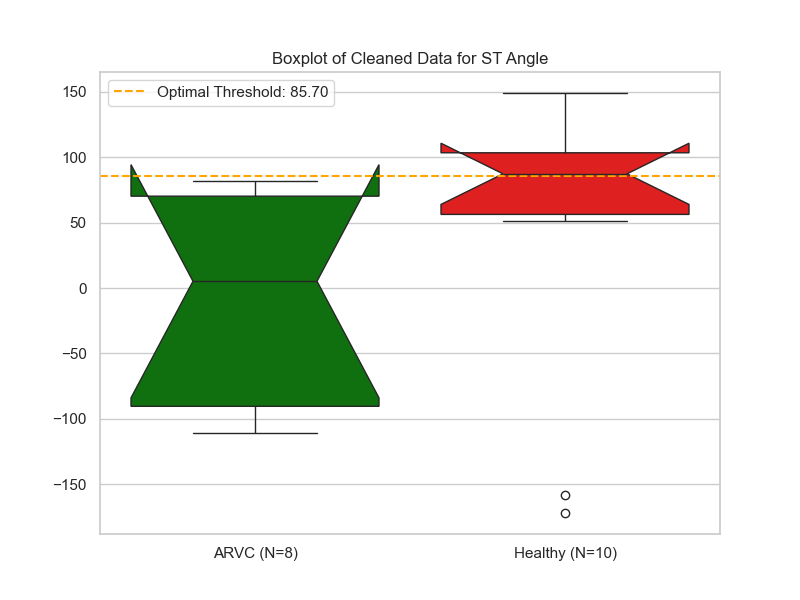 Boxplot of Cleaned Data for ST Angle
Optimal Threshold: 85.70
150
100
50
0
−50
−100
−150
ARVC (N=8)
Healthy (N=10)